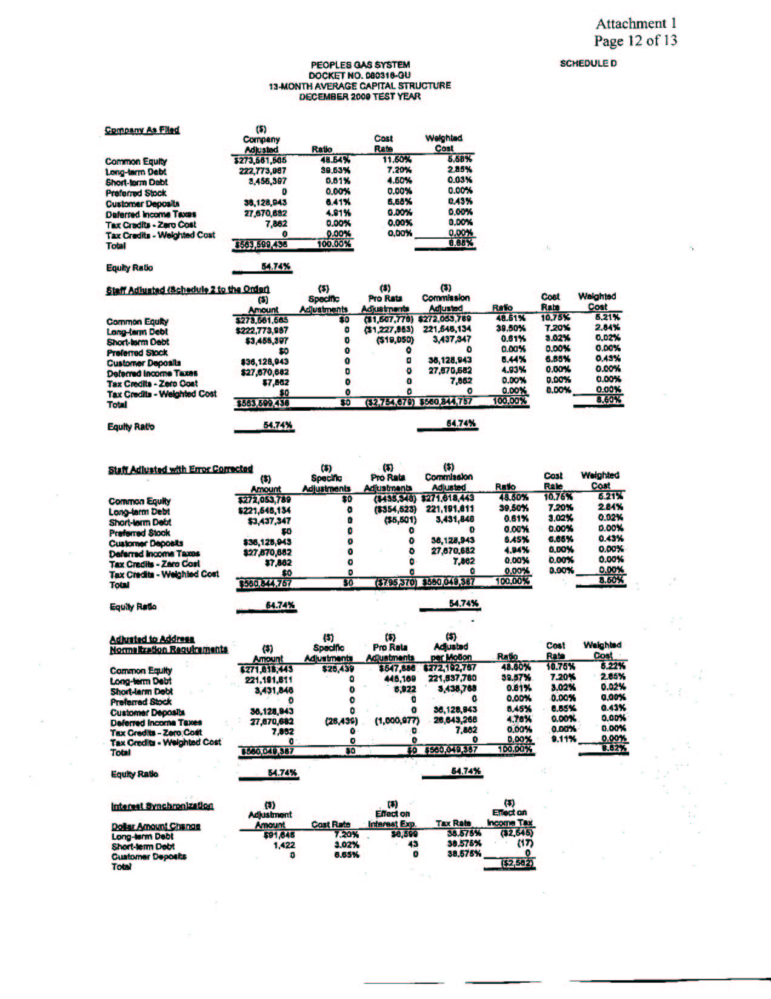 Attachment 1
Page 12 of 13
SCHEDULE D
PEOPLES GAS SYSTEM
DOCKET NO. 080318-GU
13-MONTH AVERAGE CAPITAL STRUCTURE
DECEMBER 2009 TEST YEAR
Company As Filed ($)
Company Cost Weighted
Adjusted Ratio Rate Cost
Common Equity $273,561,565 48.54% 11.50% 5.58%
Long-term Debt 222,773,987 39.53% 7.20% 2.85%
Short-term Debt 3,456,397 0.61% 4.50% 0.03%
Preferred Stock 0 0.00% 0.00% 0.00%
Customer Deposits 36,128,943 6.41% 6.65% 0.43%
Deferred Income Taxes 27,670,682 4.91% 0.00% 0.00%
Tax Credits - Zero Cost 7,862 0.00% 0.00% 0.00%
Tax Credits - Weighted Cost 0 0.00% 0.00% 0.00%
Total $563,599,436 100.00% 8.88%
Equity Ratio 54.74%
Staff Adjusted (Schedule 2 to the Order) ($) ($) ($)
($) Specific Pro Rata Commission Cost Weighted
Amount Adjustments Adjustments Adjusted Ratio Rate Cost
Common Equity $273,561,565 $0 ($1,507,776) $272,053,789 48.51% 10.75% 5.21%
Long-term Debt $222,773,987 0 ($1,227,853) 221,546,134 39.50% 7.20% 2.84%
Short-term Debt $3,456,397 0 ($19,050) 3,437,347 0.61% 3.02% 0.02%
Preferred Stock $0 0 0 0 0.00% 0.00% 0.00%
Customer Deposits $36,128,943 0 0 36,128,943 6.44% 6.65% 0.43%
Deferred Income Taxes $27,670,682 0 0 27,670,682 4.93% 0.00% 0.00%
Tax Credits - Zero Cost $7,862 0 0 7,862 0.00% 0.00% 0.00%
Tax Credits - Weighted Cost $0 0 0 0 0.00% 0.00% 0.00%
Total $563,599,436 $0 ($2,754,679) $560,844,757 100.00% 8.50%
Equity Ratio 54.74% 54.74%
Staff Adjusted with Error Corrected ($) ($) ($)
($) Specific Pro Rata Commission Cost Weighted
Amount Adjustments Adjustments Adjusted Ratio Rate Cost
Common Equity $272,053,789 $0 ($435,346) $271,618,443 48.50% 10.75% 5.21%
Long-term Debt $221,546,134 0 ($354,523) 221,191,611 39.50% 7.20% 2.84%
Short-term Debt $3,437,347 0 ($5,501) 3,431,846 0.61% 3.02% 0.02%
Preferred Stock $0 0 0 0 0.00% 0.00% 0.00%
Customer Deposits $36,128,943 0 0 36,128,943 6.45% 6.65% 0.43%
Deferred Income Taxes $27,670,682 0 0 27,670,682 4.94% 0.00% 0.00%
Tax Credits - Zero Cost $7,862 0 0 7,862 0.00% 0.00% 0.00%
Tax Credits - Weighted Cost $0 0 0 0 0.00% 0.00% 0.00%
Total $560,844,757 $0 ($795,370) $560,049,387 100.00% 8.50%
Equity Ratio 54.74% 54.74%
Adjusted to Address ($) ($) ($)
Normalization Requirements ($) Specific Pro Rata Adjusted Cost Weighted
Amount Adjustments Adjustments per Motion Ratio Rate Cost
Common Equity $271,618,443 $26,439 $547,886 $272,192,767 48.60% 10.75% 5.22%
Long-term Debt 221,191,611 0 446,169 221,637,780 39.57% 7.20% 2.85%
Short-term Debt 3,431,846 0 6,922 3,438,768 0.61% 3.02% 0.02%
Preferred Stock 0 0 0 0 0.00% 0.00% 0.00%
Customer Deposits 36,128,943 0 0 36,128,943 6.45% 6.65% 0.43%
Deferred Income Taxes 27,670,682 (26,439) (1,000,977) 26,643,266 4.76% 0.00% 0.00%
Tax Credits - Zero Cost 7,862 0 0 7,862 0.00% 0.00% 0.00%
Tax Credits - Weighted Cost 0 0 0 0 0.00% 9.11% 0.00%
Total $560,049,387 $0 $0 $560,049,387 100.00% 8.52%
Equity Ratio 54.74% 54.74%
Interest Synchronization ($) ($) ($)
Adjustment Effect on Effect on
Dollar Amount Change Amount Cost Rate Interest Exp. Tax Rate Income Tax
Long-term Debt $91,646 7.20% $6,599 38.575% ($2,545)
Short-term Debt 1,422 3.02% 43 38.575% (17)
Customer Deposits 0 6.65% 0 38.575% 0
Total ($2,562)